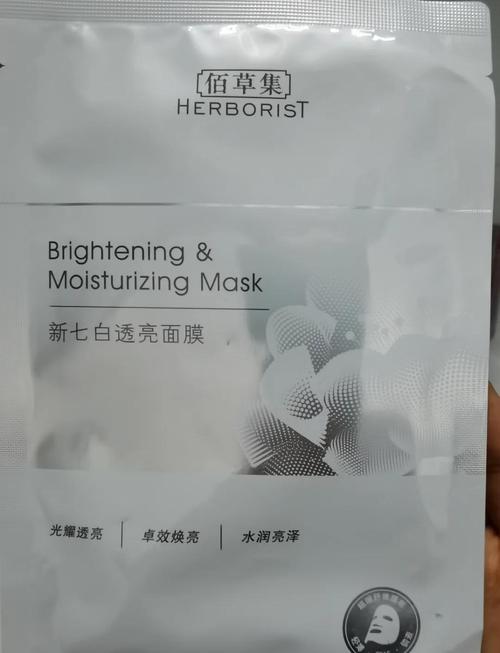 佰草集
HERBORIST
Brightening &
Moisturizing Mask
新七白透亮面膜
光耀透亮
卓效焕亮
水润亮泽